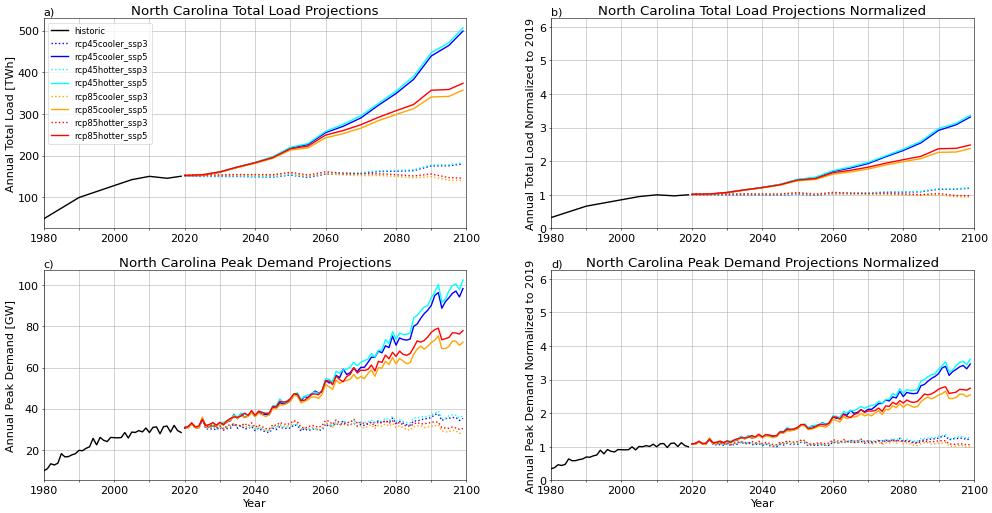 a)
North Carolina Total Load Projections
Annual Total Load [TWh]
500
400
300
200
100
historic
rcp45cooler_ssp3
rcp45cooler_ssp5
rcp45hotter_ssp3
rcp45hotter_ssp5
rcp85cooler_ssp3
rcp85cooler_ssp5
rcp85hotter_ssp3
rcp85hotter_ssp5
1980 2000 2020 2040 2060 2080 2100
b)
North Carolina Total Load Projections Normalized
Annual Total Load Normalized to 2019
6
5
4
3
2
1
0
1980 2000 2020 2040 2060 2080 2100
c)
North Carolina Peak Demand Projections
Annual Peak Demand [GW]
100
80
60
40
20
1980 2000 2020 2040 2060 2080 2100
Year
d)
North Carolina Peak Demand Projections Normalized
Annual Peak Demand Normalized to 2019
6
5
4
3
2
1
0
1980 2000 2020 2040 2060 2080 2100
Year